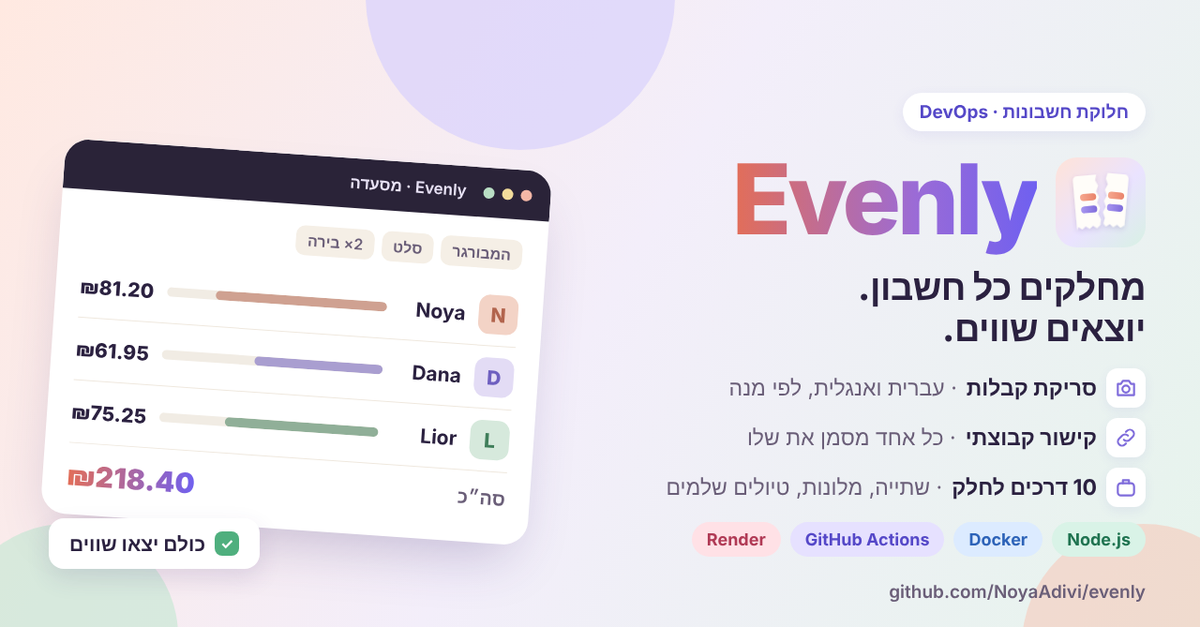 חלוקת חשבונות · DevOps
Evenly
מחלקים כל חשבון.
יוצאים שווים.
סריקת קבלות · עברית ואנגלית, לפי מנה
קישור קבוצתי · כל אחד מסמן את שלו
10 דרכים לחלק · שתייה, מלונות, טיולים שלמים
Node.js Docker GitHub Actions Render
github.com/NoyaAdivi/evenly
Evenly · מסעדה
המבורגר סלט 2× בירה
N Noya ₪81.20
D Dana ₪61.95
L Lior ₪75.25
סה״כ ₪218.40
כולם יצאו שווים